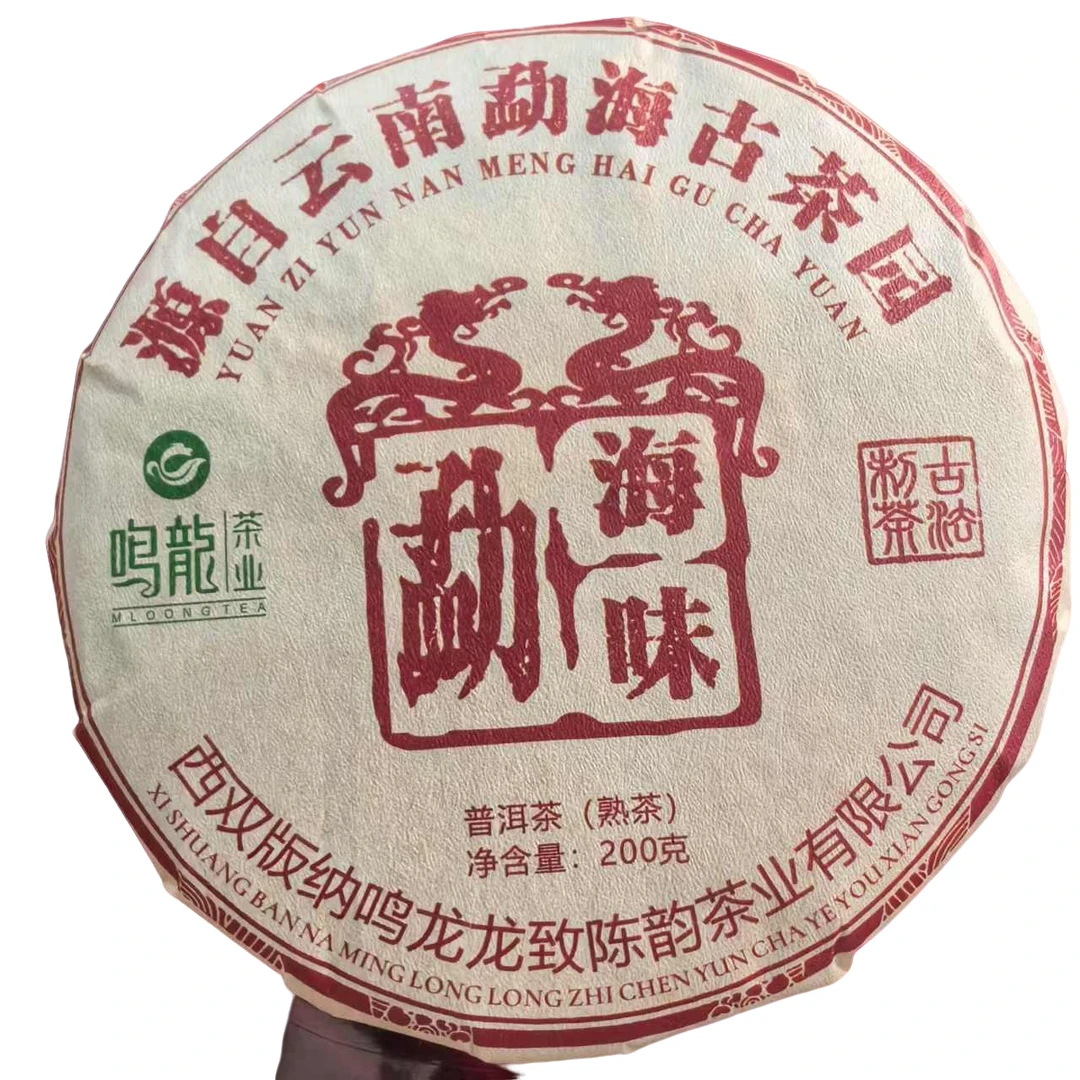 源自云南勐海古茶园
YUAN ZI YUN NAN MENG HAI GU CHA YUAN
勐海味
鸣龍
茶业
MLOONGTEA
古法
制茶
普洱茶（熟茶）
净含量：200克
西双版纳鸣龙龙致陈韵茶业有限公司
XI SHUANG BAN NA MING LONG LONG ZHI CHEN YUN CHA YE YOU XIAN GONG SI